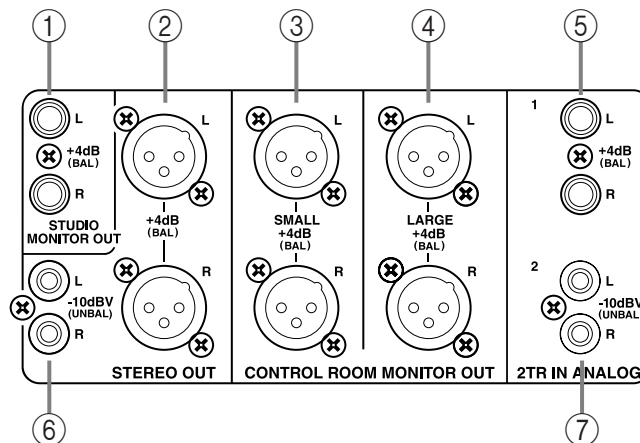 ① ② ③ ④ ⑤
L
+4dB
(BAL)
R
STUDIO
MONITOR OUT
L
-10dBV
(UNBAL)
R
L
+4dB
(BAL)
R
STEREO OUT
L
SMALL
+4dB
(BAL)
R
L
LARGE
+4dB
(BAL)
R
CONTROL ROOM MONITOR OUT
1
L
+4dB
(BAL)
R
2
L
-10dBV
(UNBAL)
R
2TR IN ANALOG
⑥ ⑦